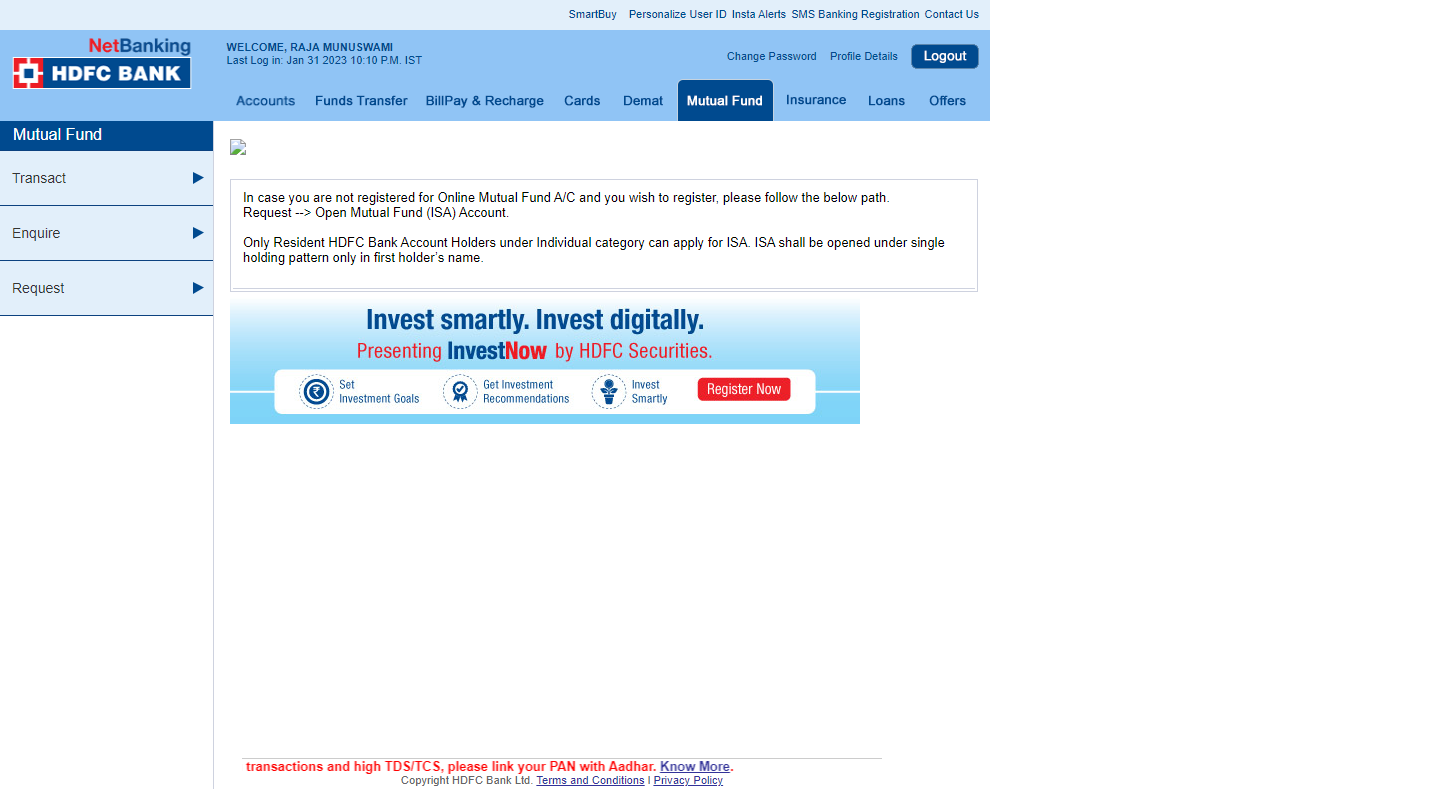 SmartBuy Personalize User ID Insta Alerts SMS Banking Registration Contact Us
NetBanking
HDFC BANK
WELCOME, RAJA MUNUSWAMI
Last Log in: Jan 31 2023 10:10 P.M. IST
Change Password Profile Details Logout
Accounts Funds Transfer BillPay & Recharge Cards Demat Mutual Fund Insurance Loans Offers
Mutual Fund
Transact
Enquire
Request
In case you are not registered for Online Mutual Fund A/C and you wish to register, please follow the below path.
Request --> Open Mutual Fund (ISA) Account.
Only Resident HDFC Bank Account Holders under Individual category can apply for ISA. ISA shall be opened under single
holding pattern only in first holder’s name.
Invest smartly. Invest digitally.
Presenting InvestNow by HDFC Securities.
Set
Investment Goals
Get Investment
Recommendations
Invest
Smartly
Register Now
transactions and high TDS/TCS, please link your PAN with Aadhar. Know More.
Copyright HDFC Bank Ltd. Terms and Conditions I Privacy Policy